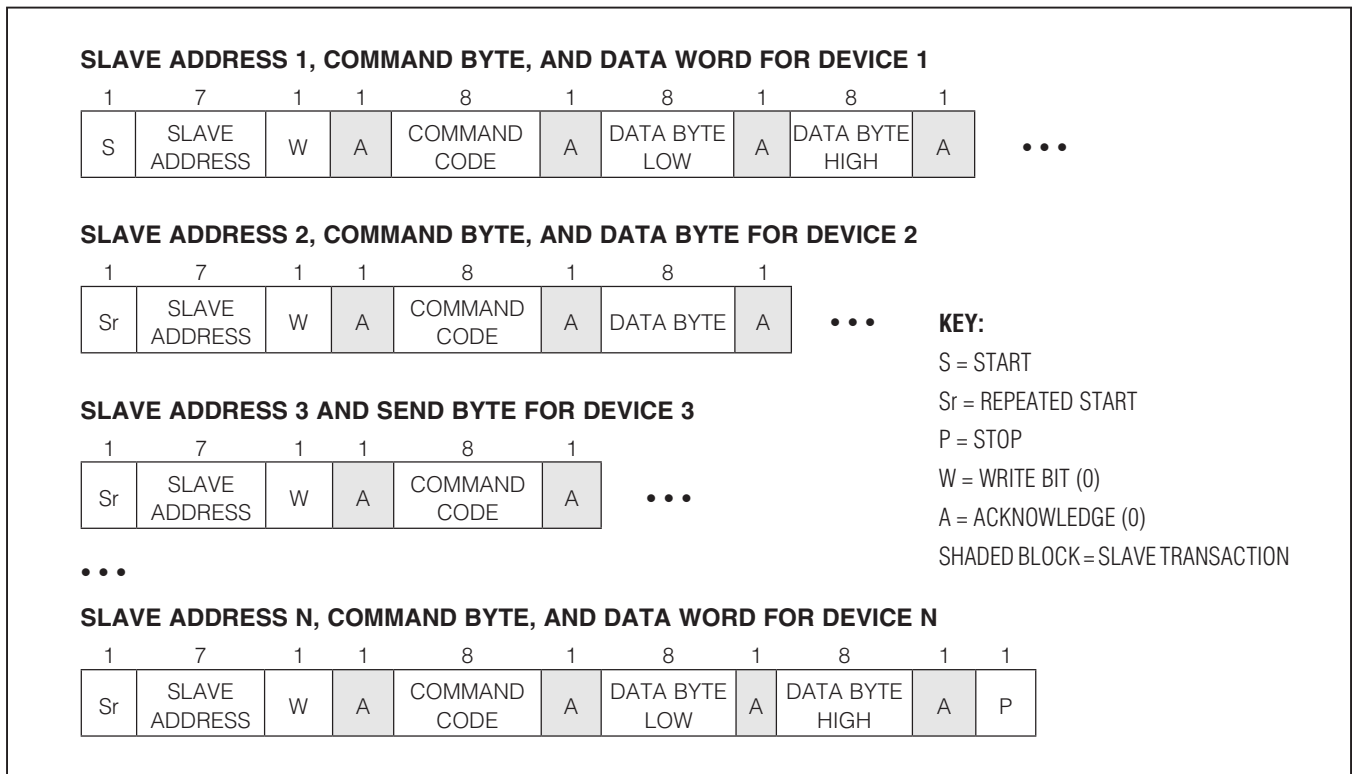 SLAVE ADDRESS 1, COMMAND BYTE, AND DATA WORD FOR DEVICE 1
1 7 1 1 8 1 8 1 8 1
S SLAVE ADDRESS W A COMMAND CODE A DATA BYTE LOW A DATA BYTE HIGH A •••
SLAVE ADDRESS 2, COMMAND BYTE, AND DATA BYTE FOR DEVICE 2
1 7 1 1 8 1 8 1
Sr SLAVE ADDRESS W A COMMAND CODE A DATA BYTE A •••
SLAVE ADDRESS 3 AND SEND BYTE FOR DEVICE 3
1 7 1 1 8 1
Sr SLAVE ADDRESS W A COMMAND CODE A •••
•••
SLAVE ADDRESS N, COMMAND BYTE, AND DATA WORD FOR DEVICE N
1 7 1 1 8 1 8 1 8 1 1
Sr SLAVE ADDRESS W A COMMAND CODE A DATA BYTE LOW A DATA BYTE HIGH A P
KEY:
S = START
Sr = REPEATED START
P = STOP
W = WRITE BIT (0)
A = ACKNOWLEDGE (0)
SHADED BLOCK = SLAVE TRANSACTION